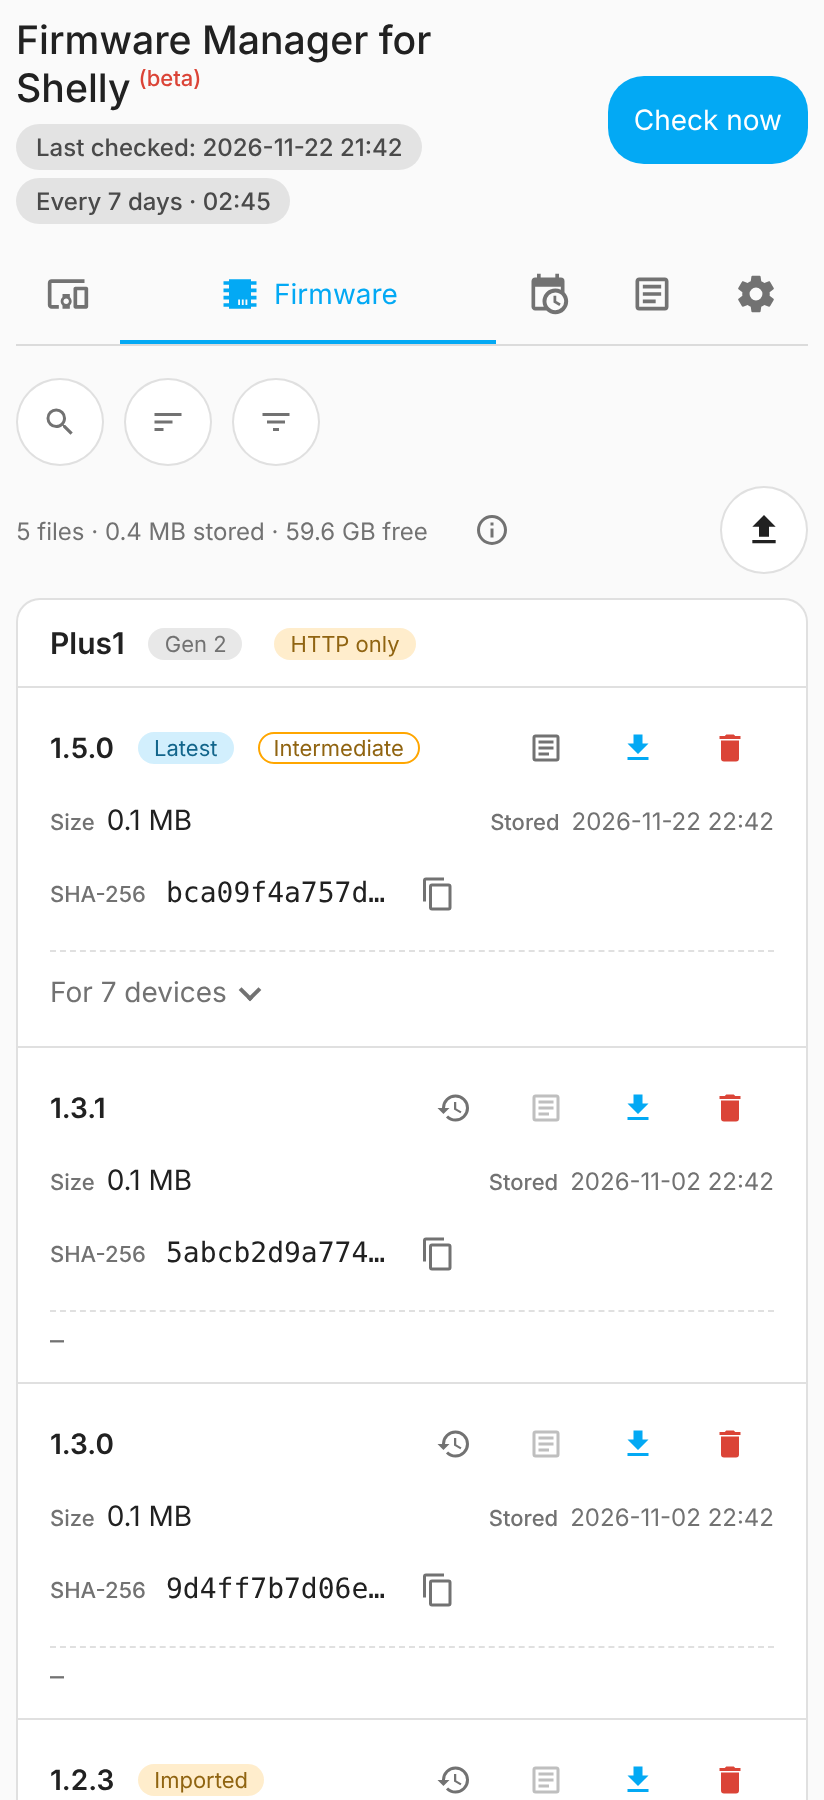 Firmware Manager for
Shelly (beta)
Check now
Last checked: 2026-11-22 21:42
Every 7 days · 02:45
Firmware
5 files · 0.4 MB stored · 59.6 GB free
Plus1 Gen 2 HTTP only
1.5.0 Latest Intermediate
Size 0.1 MB Stored 2026-11-22 22:42
SHA-256 bca09f4a757d…
For 7 devices
1.3.1
Size 0.1 MB Stored 2026-11-02 22:42
SHA-256 5abcb2d9a774…
–
1.3.0
Size 0.1 MB Stored 2026-11-02 22:42
SHA-256 9d4ff7b7d06e…
–
1.2.3 Imported